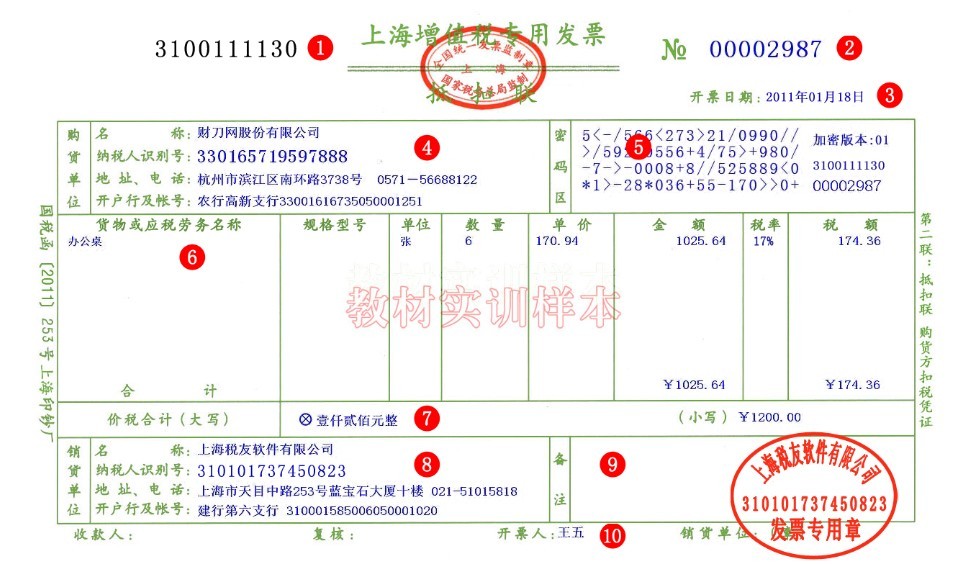 3100111130 1 上海增值税专用发票 № 00002987 2
全国统一发票监制章
上海
国家税务总局监制
抵扣联
开票日期: 2011年01月18日 3
购货单位
名 称: 财刀网股份有限公司
纳税人识别号: 330165719597888 4
地 址、电 话: 杭州市滨江区南环路3738号 0571-56688122
开户行及帐号: 农行高新支行33001616735050001251
密码区
5<-/566<273>21/0990// 加密版本:01
5
>/592 0556+4/75>+980/
-7->-0008+8//525889<0 3100111130
*1>-28*036+55-170>>0+ 00002987
货物或应税劳务名称 规格型号 单位 数 量 单 价 金 额 税率 税 额
办公桌 张 6 170.94 1025.64 17% 174.36
6
教材实训样本
合 计 ￥1025.64 ￥174.36
价税合计(大写) ⊗壹仟贰佰元整 7 (小写) ￥1200.00
销货单位
名 称: 上海税友软件有限公司
纳税人识别号: 310101737450823 8
地 址、电 话: 上海市天目中路253号蓝宝石大厦十楼 021-51015818
开户行及帐号: 建行第六支行 31000158500605000​1020
备注
9
上海税友软件有限公司
310101737450823
发票专用章
收款人: 复核: 开票人: 王五 10 销货单位:
国税函〔2011〕253号上海印钞厂
第二联:抵扣联 购货方扣税凭证